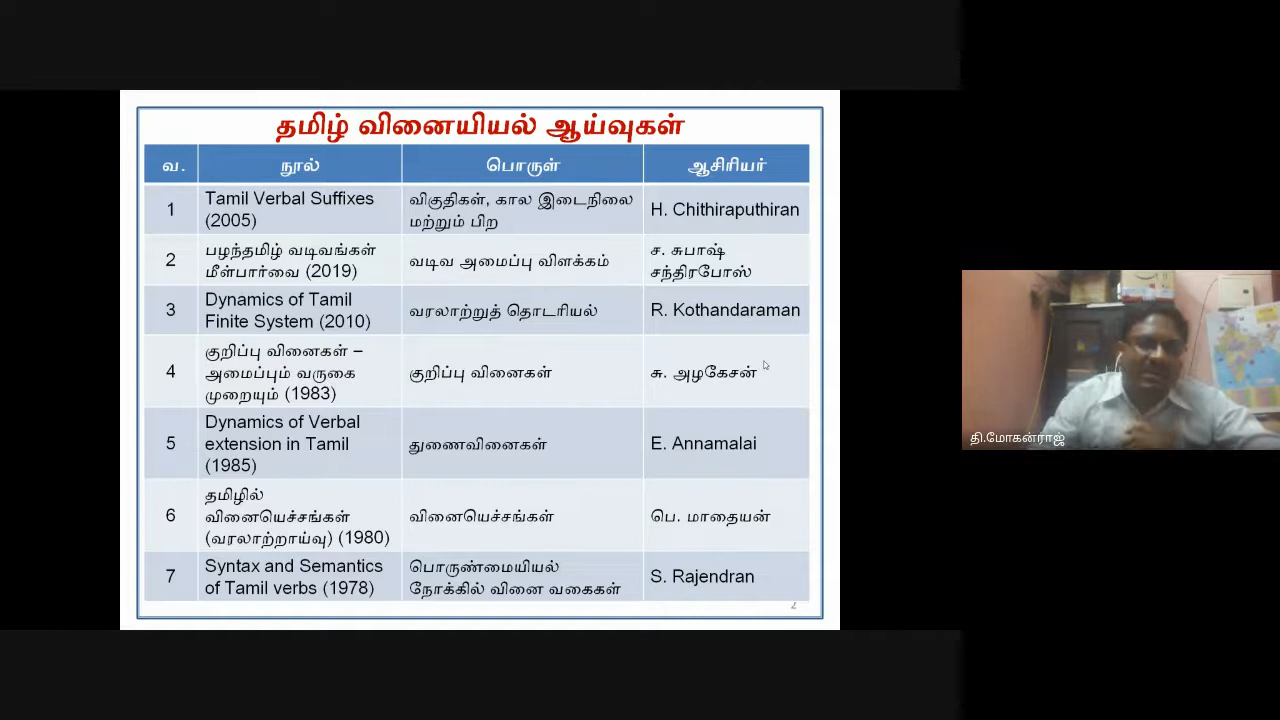 தமிழ் வினையியல் ஆய்வுகள்
வ. நூல் பொருள் ஆசிரியர்
1 Tamil Verbal Suffixes (2005) விகுதிகள், கால இடைநிலை மற்றும் பிற H. Chithiraputhiran
2 பழந்தமிழ் வடிவங்கள் மீள்பார்வை (2019) வடிவ அமைப்பு விளக்கம் ச. சுபாஷ் சந்திரபோஸ்
3 Dynamics of Tamil Finite System (2010) வரலாற்றுத் தொடரியல் R. Kothandaraman
4 குறிப்பு வினைகள் – அமைப்பும் வருகை முறையும் (1983) குறிப்பு வினைகள் சு. அழகேசன்
5 Dynamics of Verbal extension in Tamil (1985) துணைவினைகள் E. Annamalai
6 தமிழில் வினையெச்சங்கள் (வரலாற்றாய்வு) (1980) வினையெச்சங்கள் பெ. மாதையன்
7 Syntax and Semantics of Tamil verbs (1978) பொருண்மையியல் நோக்கில் வினை வகைகள் S. Rajendran
2
தி.மோகன்ராஜ்